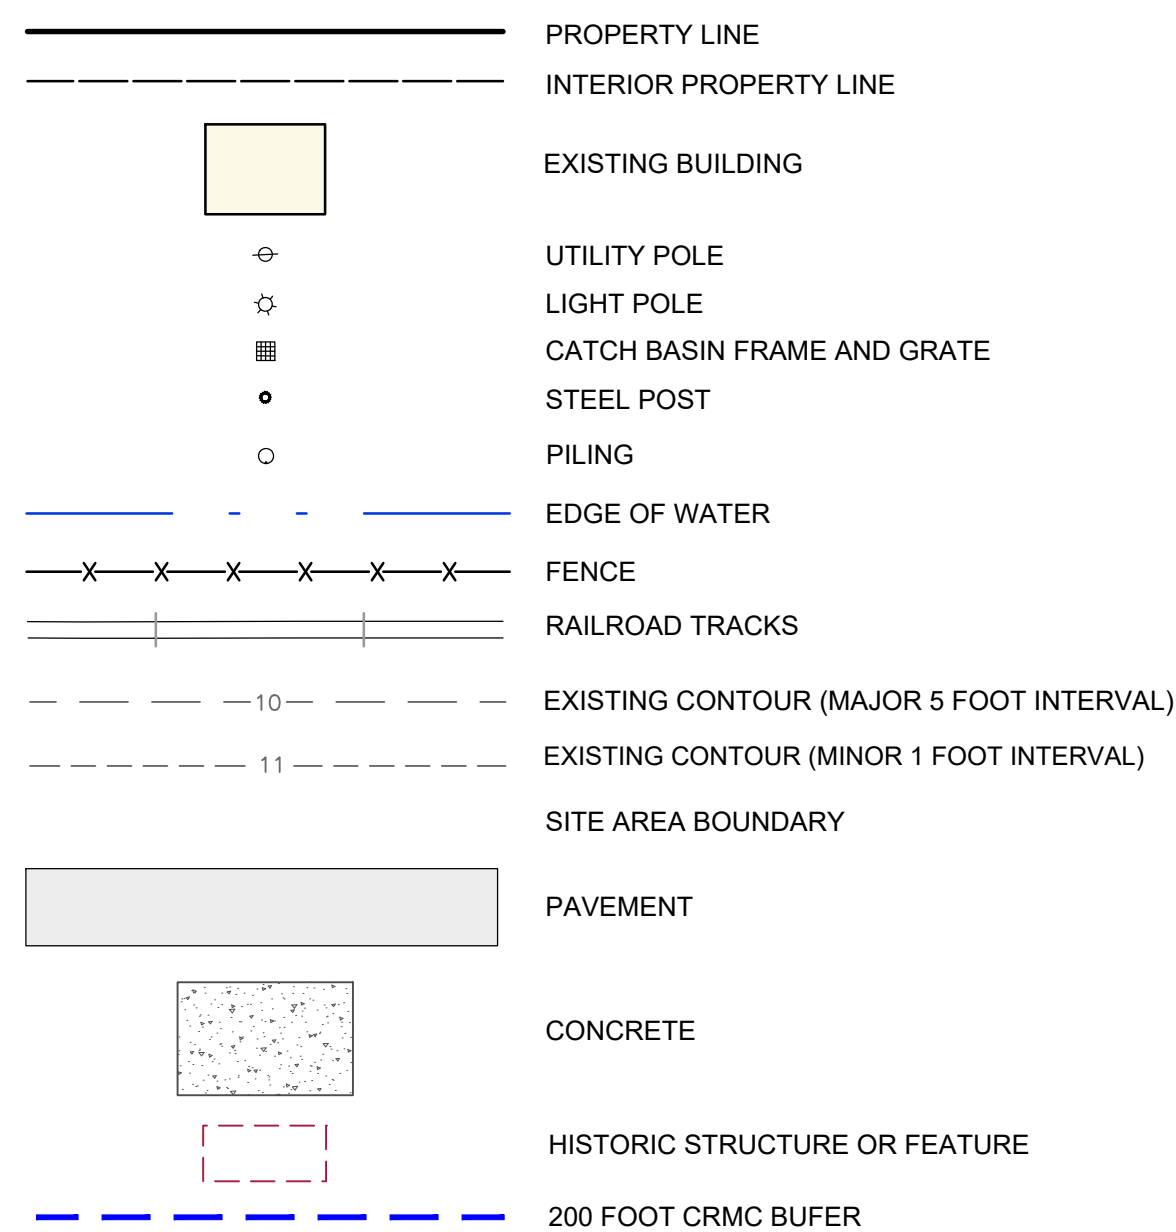 PROPERTY LINE
INTERIOR PROPERTY LINE
EXISTING BUILDING
UTILITY POLE
LIGHT POLE
CATCH BASIN FRAME AND GRATE
STEEL POST
PILING
EDGE OF WATER
X X X X X X FENCE
RAILROAD TRACKS
10 EXISTING CONTOUR (MAJOR 5 FOOT INTERVAL)
11 EXISTING CONTOUR (MINOR 1 FOOT INTERVAL)
SITE AREA BOUNDARY
PAVEMENT
CONCRETE
HISTORIC STRUCTURE OR FEATURE
200 FOOT CRMC BUFER